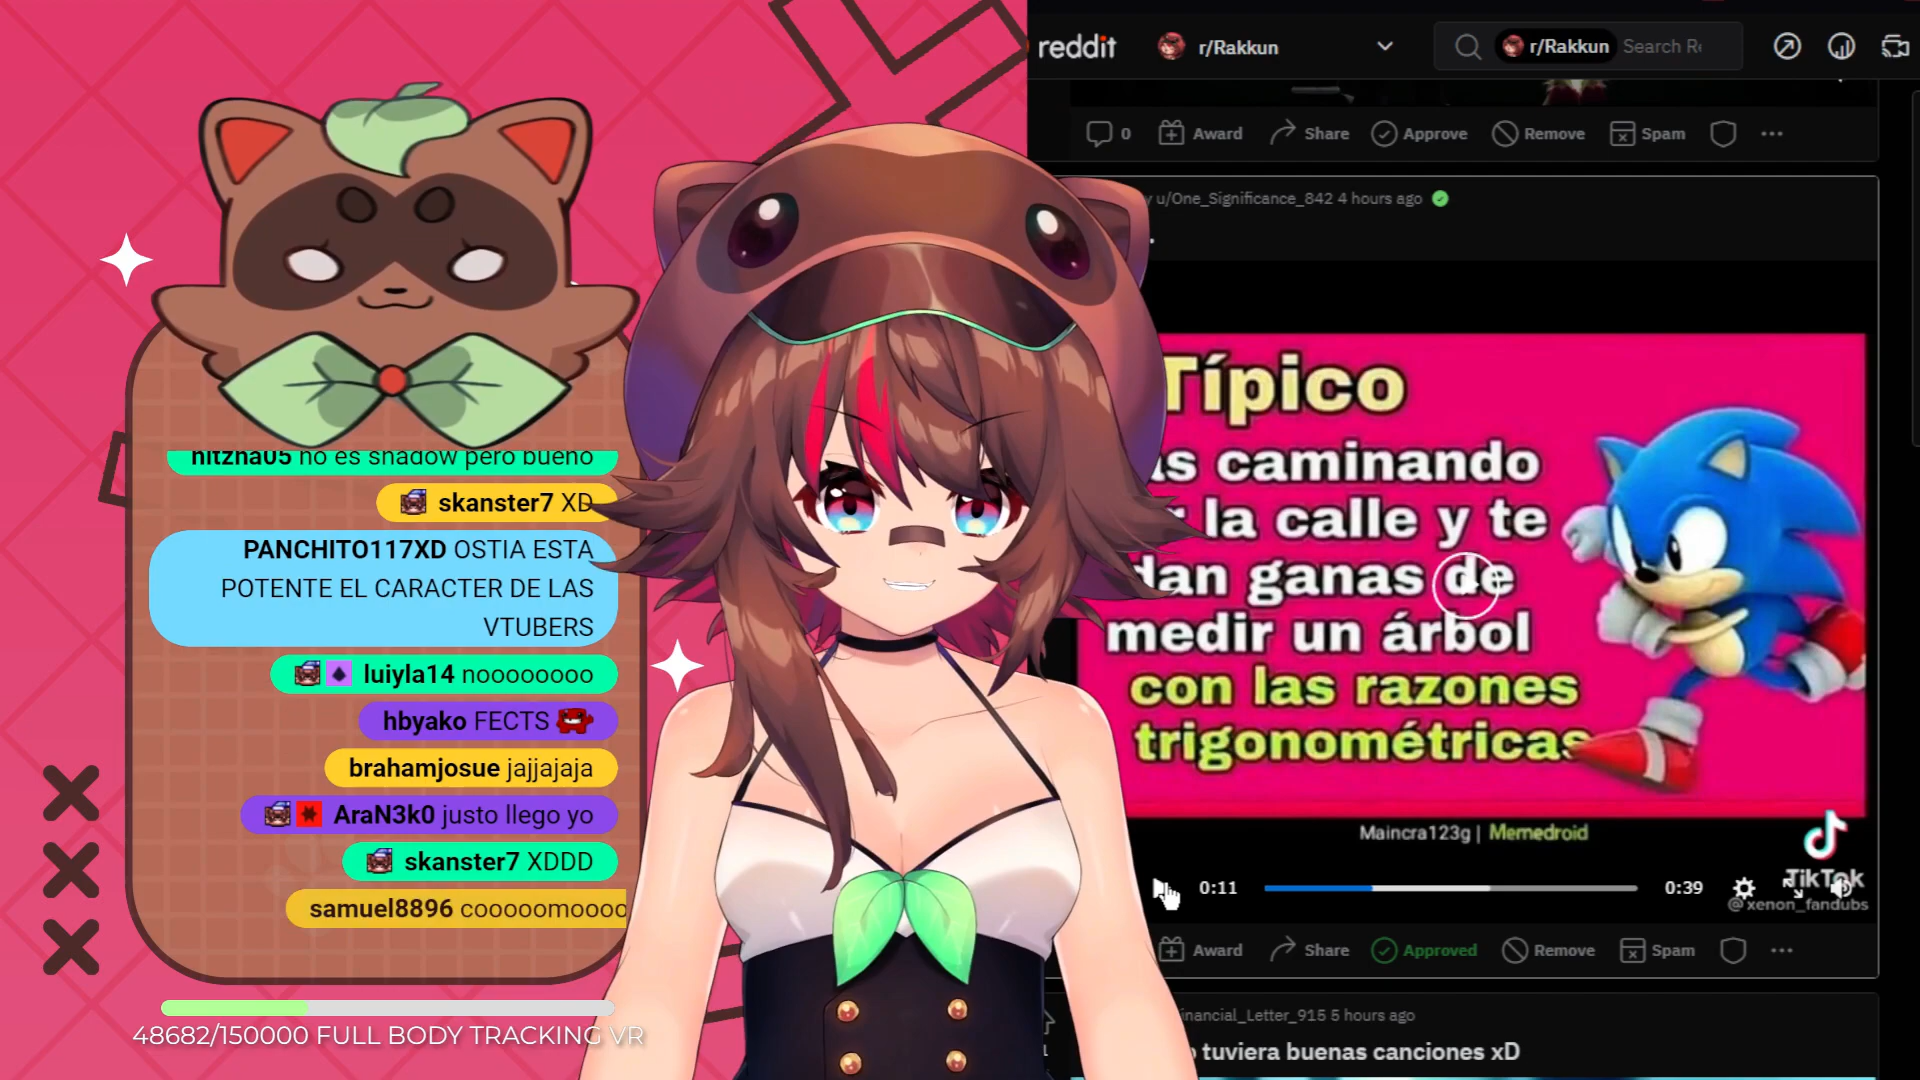 reddit
r/Rakkun
r/Rakkun
0 Award Share Approve Remove Spam
u/One_Significance_842 4 hours ago
Típico
caminando
la calle y te
dan ganas de
medir un árbol
con las razones
trigonométricas
Maincra123g | Memedroid
0:11
0:39
TikTok
@xenon_fandubs
Award Share Approved Remove Spam
5 hours ago
tuviera buenas canciones xD
nitzha05 no es shadow pero bueno
skanster7 XD
PANCHITO117XD OSTIA ESTA
POTENTE EL CARACTER DE LAS
VTUBERS
luiyla14 noooooooo
hbyako FECTS
brahamjosue jajjajaja
AraN3k0 justo llego yo
skanster7 XDDD
samuel8896 cooooomoooo
48682/150000 FULL BODY TRACKING VR